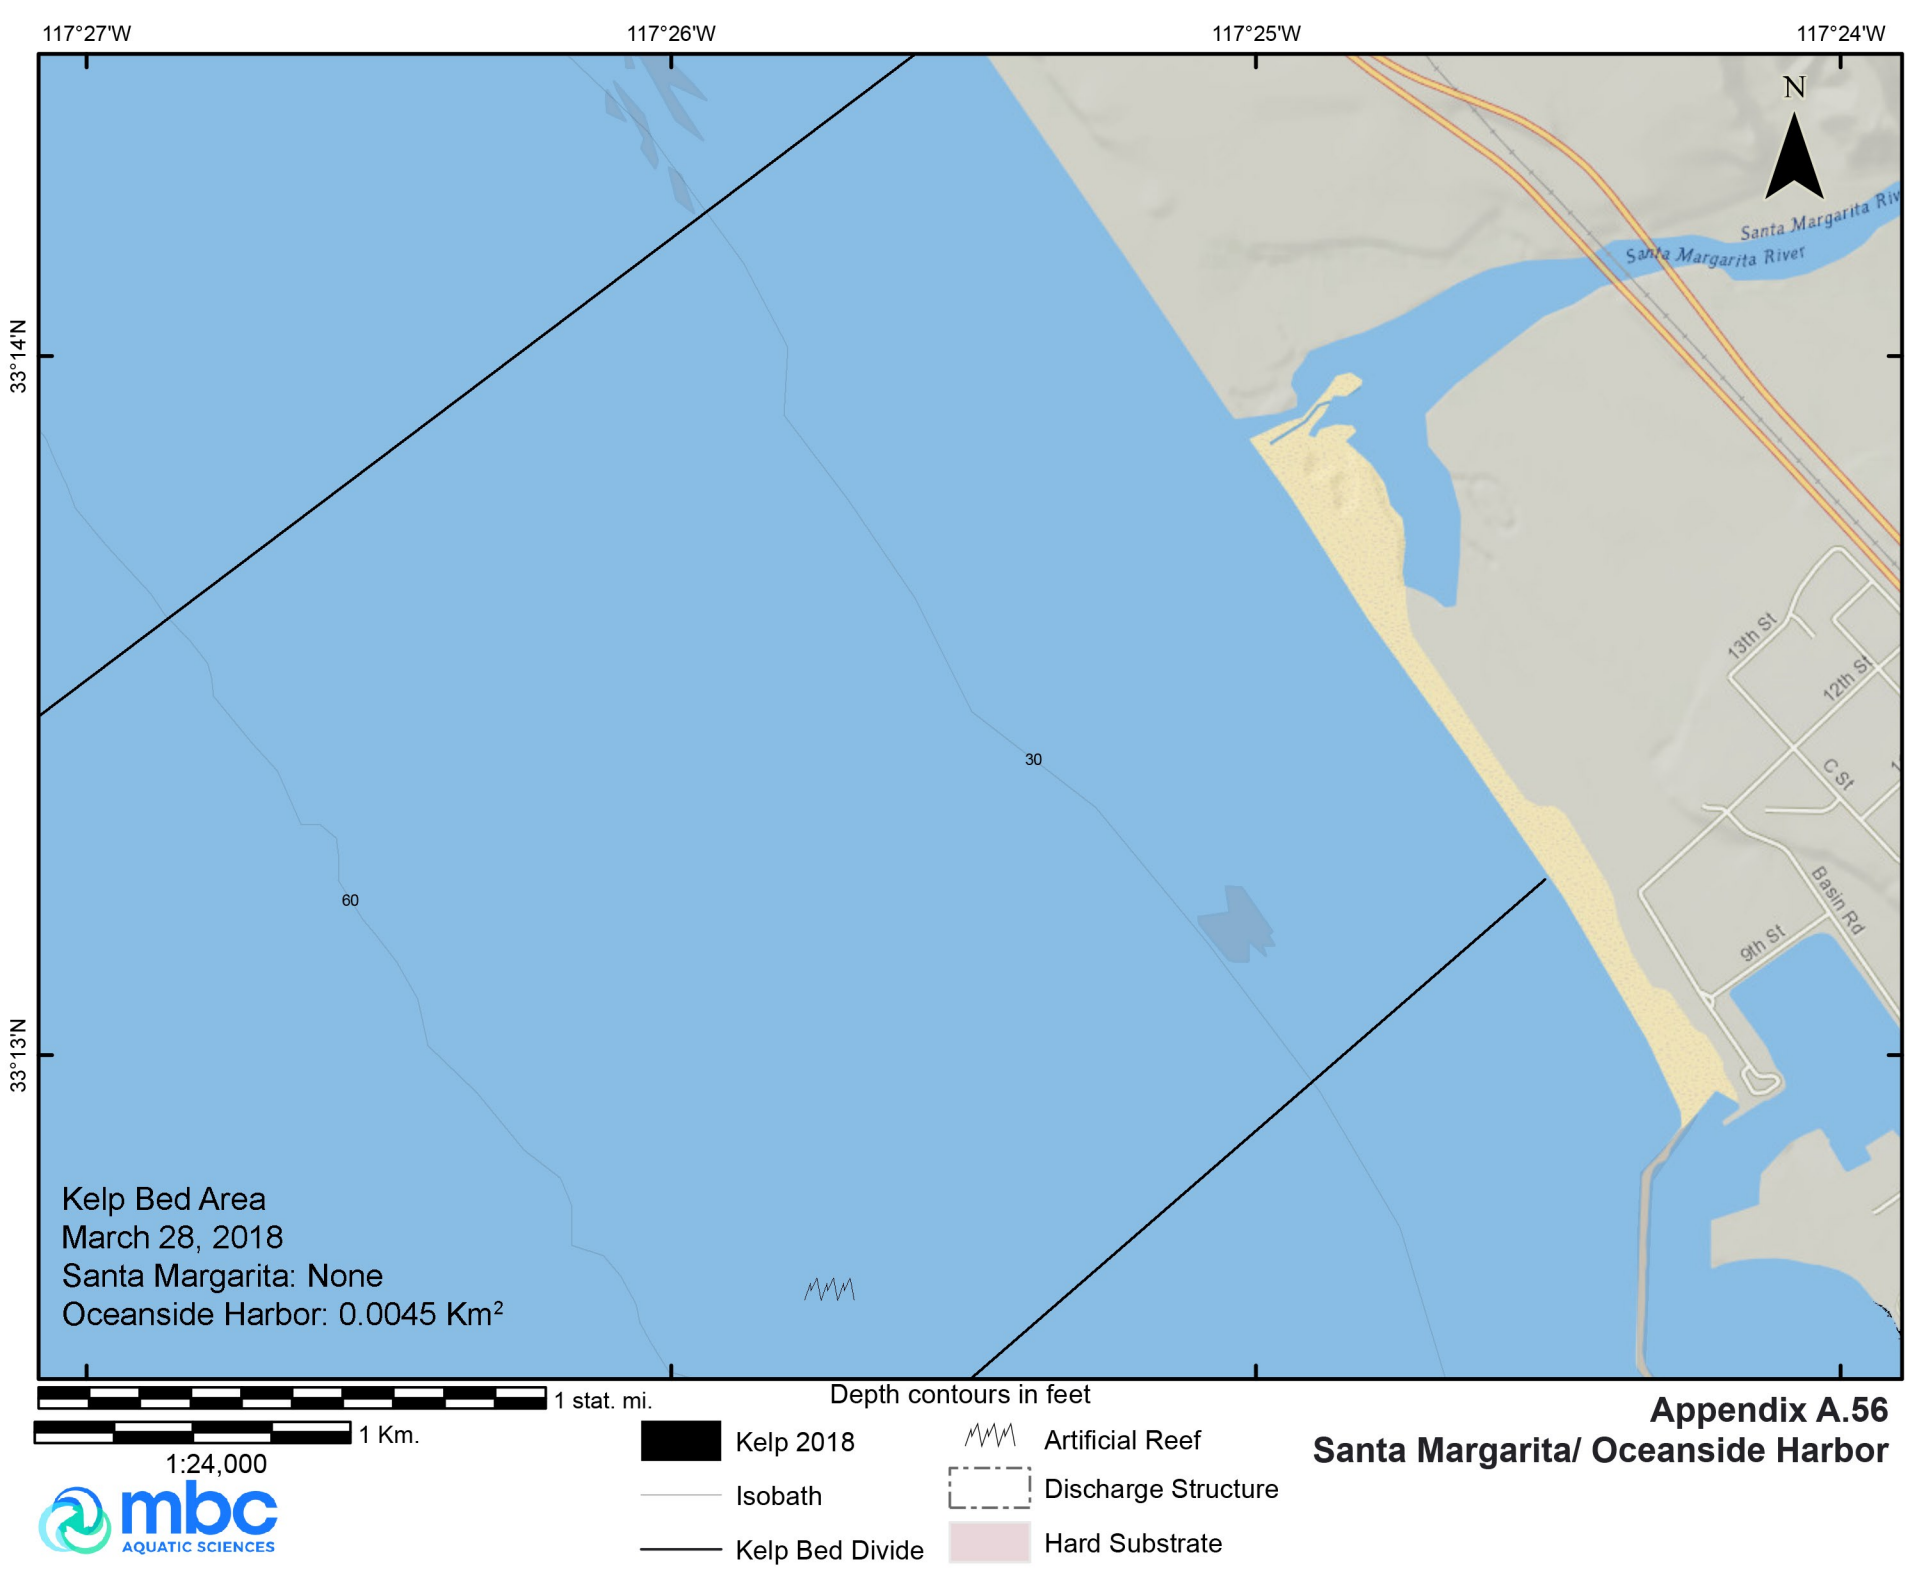 117°27'W
117°26'W
117°25'W
117°24'W
N
Santa Margarita Riv
Santa Margarita River
33°14'N
13th St
12th St
30
C St
1
60
Basin Rd
9th St
33°13'N
Kelp Bed Area
March 28, 2018
Santa Margarita: None
Oceanside Harbor: 0.0045 Km²
1 stat. mi.
1 Km.
1:24,000
mbc
AQUATIC SCIENCES
Depth contours in feet
Kelp 2018
Isobath
Kelp Bed Divide
Artificial Reef
Discharge Structure
Hard Substrate
Appendix A.56
Santa Margarita/ Oceanside Harbor